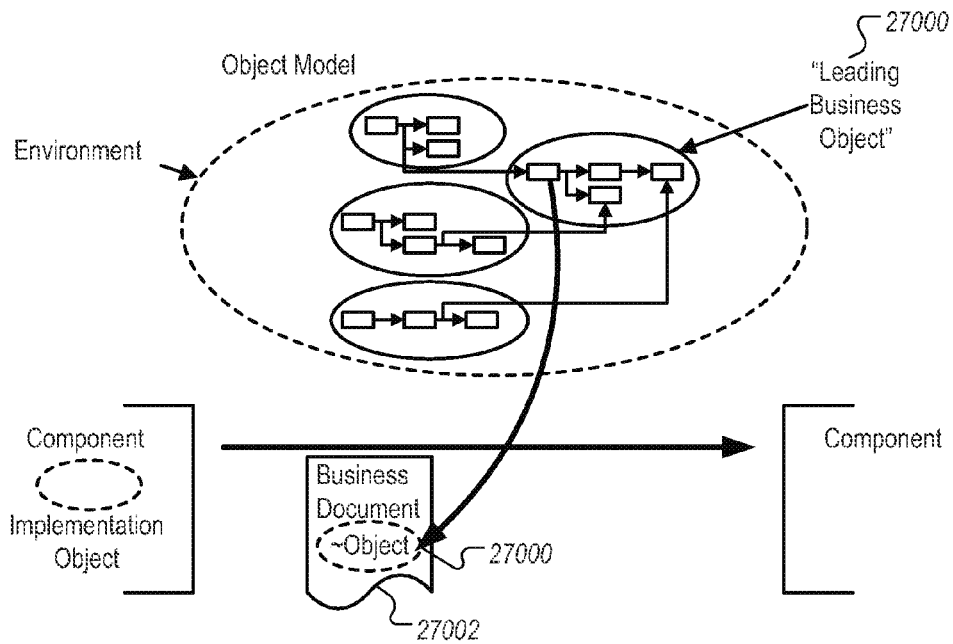 27000
Object Model
"Leading
Business
Object"
Environment
Component
Implementation
Object
Business
Document
~Object
27000
27002
Component